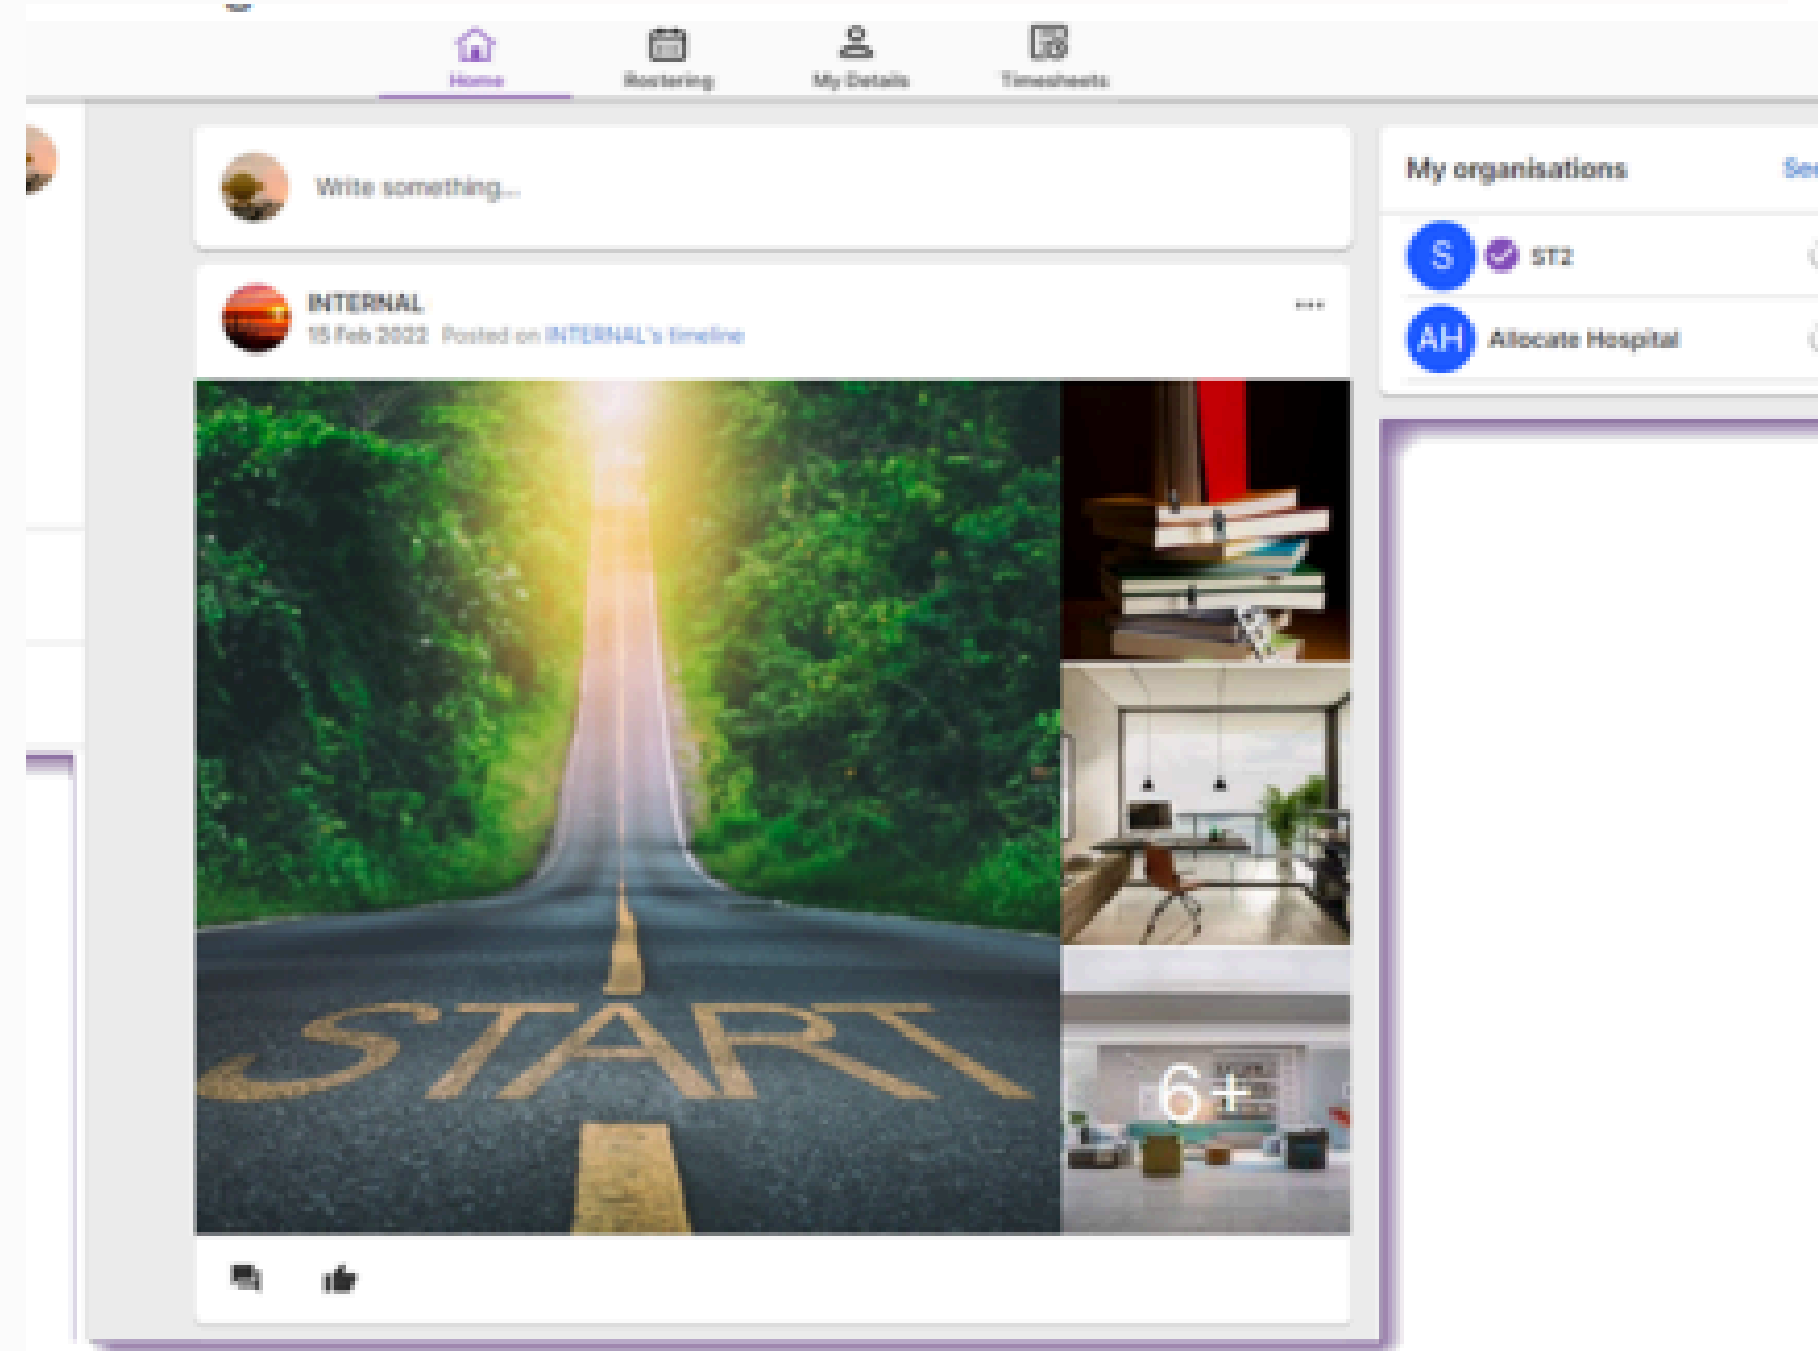 Home
Rostering
My Details
Timesheets
Write something...
My organisations
S ST2
AH Allocate Hospital
INTERNAL
15 Feb 2022 Posted on INTERNAL's timeline
START
6+